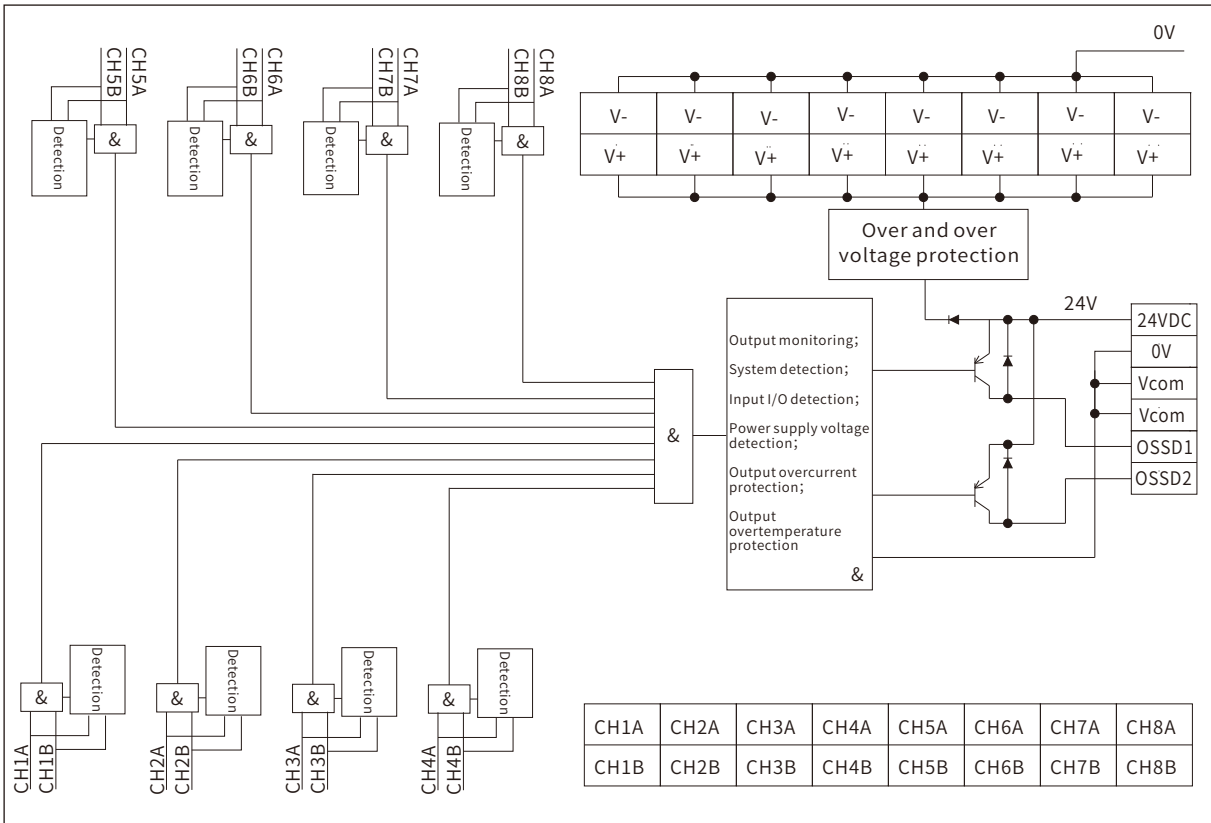 CH5B
CH5A
CH6B
CH6A
CH7B
CH7A
CH8B
CH8A
0V
Detection
&
Detection
&
Detection
&
Detection
&
V- V- V- V- V- V- V- V-
V+ V+ V+ V+ V+ V+ V+ V+
Over and over
voltage protection
24V
24VDC
0V
Vcom
Vcom
OSSD1
OSSD2
&
Output monitoring;
System detection;
Input I/O detection;
Power supply voltage
detection;
Output overcurrent
protection;
Output
overtemperature
protection
&
&
Detection
&
Detection
&
Detection
&
Detection
CH1A
CH1B
CH2A
CH2B
CH3A
CH3B
CH4A
CH4B
CH1A CH2A CH3A CH4A CH5A CH6A CH7A CH8A
CH1B CH2B CH3B CH4B CH5B CH6B CH7B CH8B